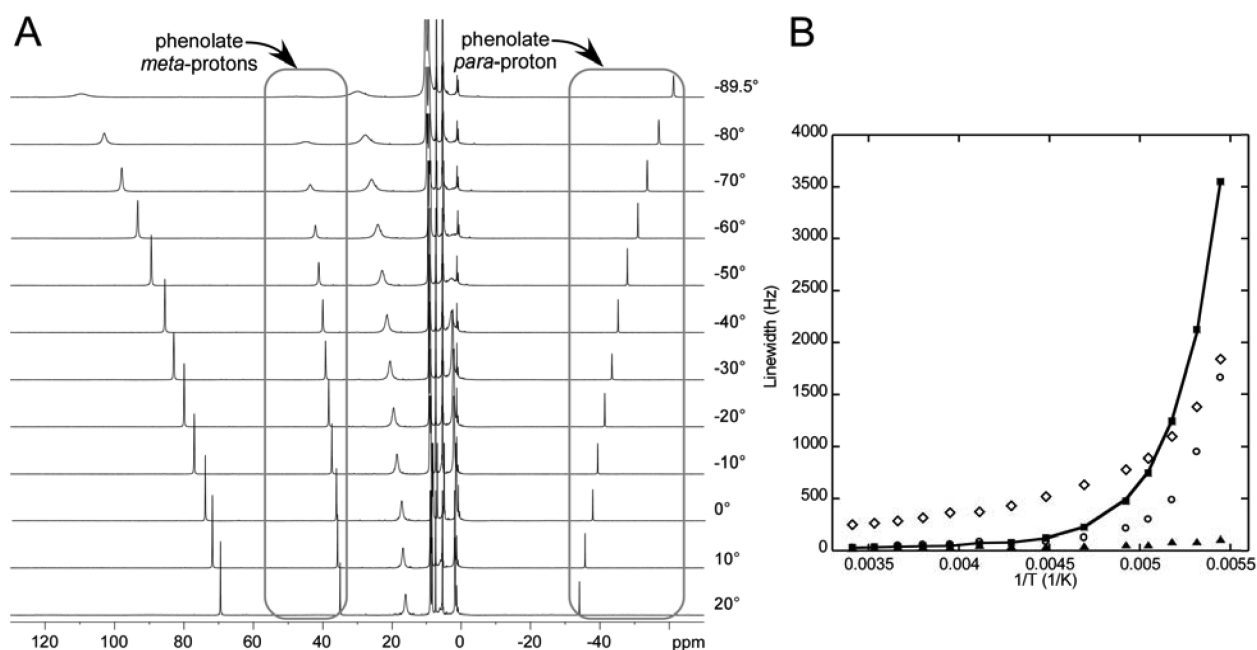 A
phenolate
meta-protons
phenolate
para-proton
-89.5°
-80°
-70°
-60°
-50°
-40°
-30°
-20°
-10°
0°
10°
20°
120 100 80 60 40 20 0 -20 -40 ppm
B
Linewidth (Hz)
4000
3500
3000
2500
2000
1500
1000
500
0
0.0035 0.004 0.0045 0.005 0.0055
1/T (1/K)